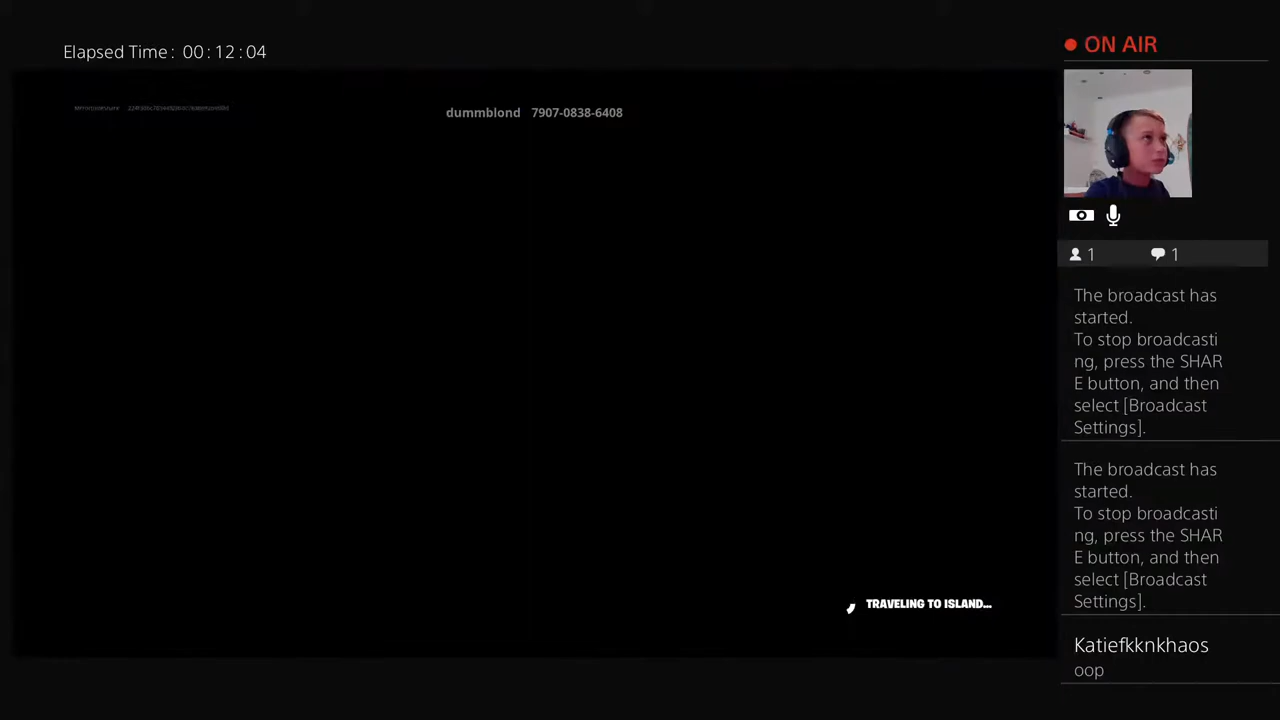 Elapsed Time: 00:12:04
ON AIR
dummblond 7907-0838-6408
1
1
The broadcast has
started.
To stop broadcasti
ng, press the SHAR
E button, and then
select [Broadcast
Settings].
The broadcast has
started.
To stop broadcasti
ng, press the SHAR
E button, and then
select [Broadcast
Settings].
TRAVELING TO ISLAND...
Katiefkknkhaos
oop